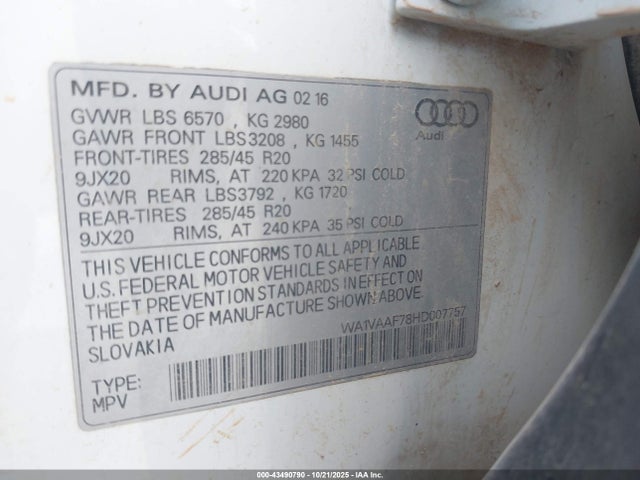 MFD. BY AUDI AG 02 16
GVWR LBS 6570 , KG 2980
GAWR FRONT LBS3208 , KG 1455
FRONT-TIRES 285/45 R20
9JX20 RIMS, AT 220 KPA 32 PSI COLD
GAWR REAR LBS3792 , KG 1720
REAR-TIRES 285/45 R20
9JX20 RIMS, AT 240 KPA 35 PSI COLD
Audi
THIS VEHICLE CONFORMS TO ALL APPLICABLE
U.S. FEDERAL MOTOR VEHICLE SAFETY AND
THEFT PREVENTION STANDARDS IN EFFECT ON
THE DATE OF MANUFACTURE SHOWN ABOVE.
SLOVAKIA
WA1VAAF78HD007757
TYPE:
MPV
000-43490790 - 10/21/2025 - IAA, Inc.